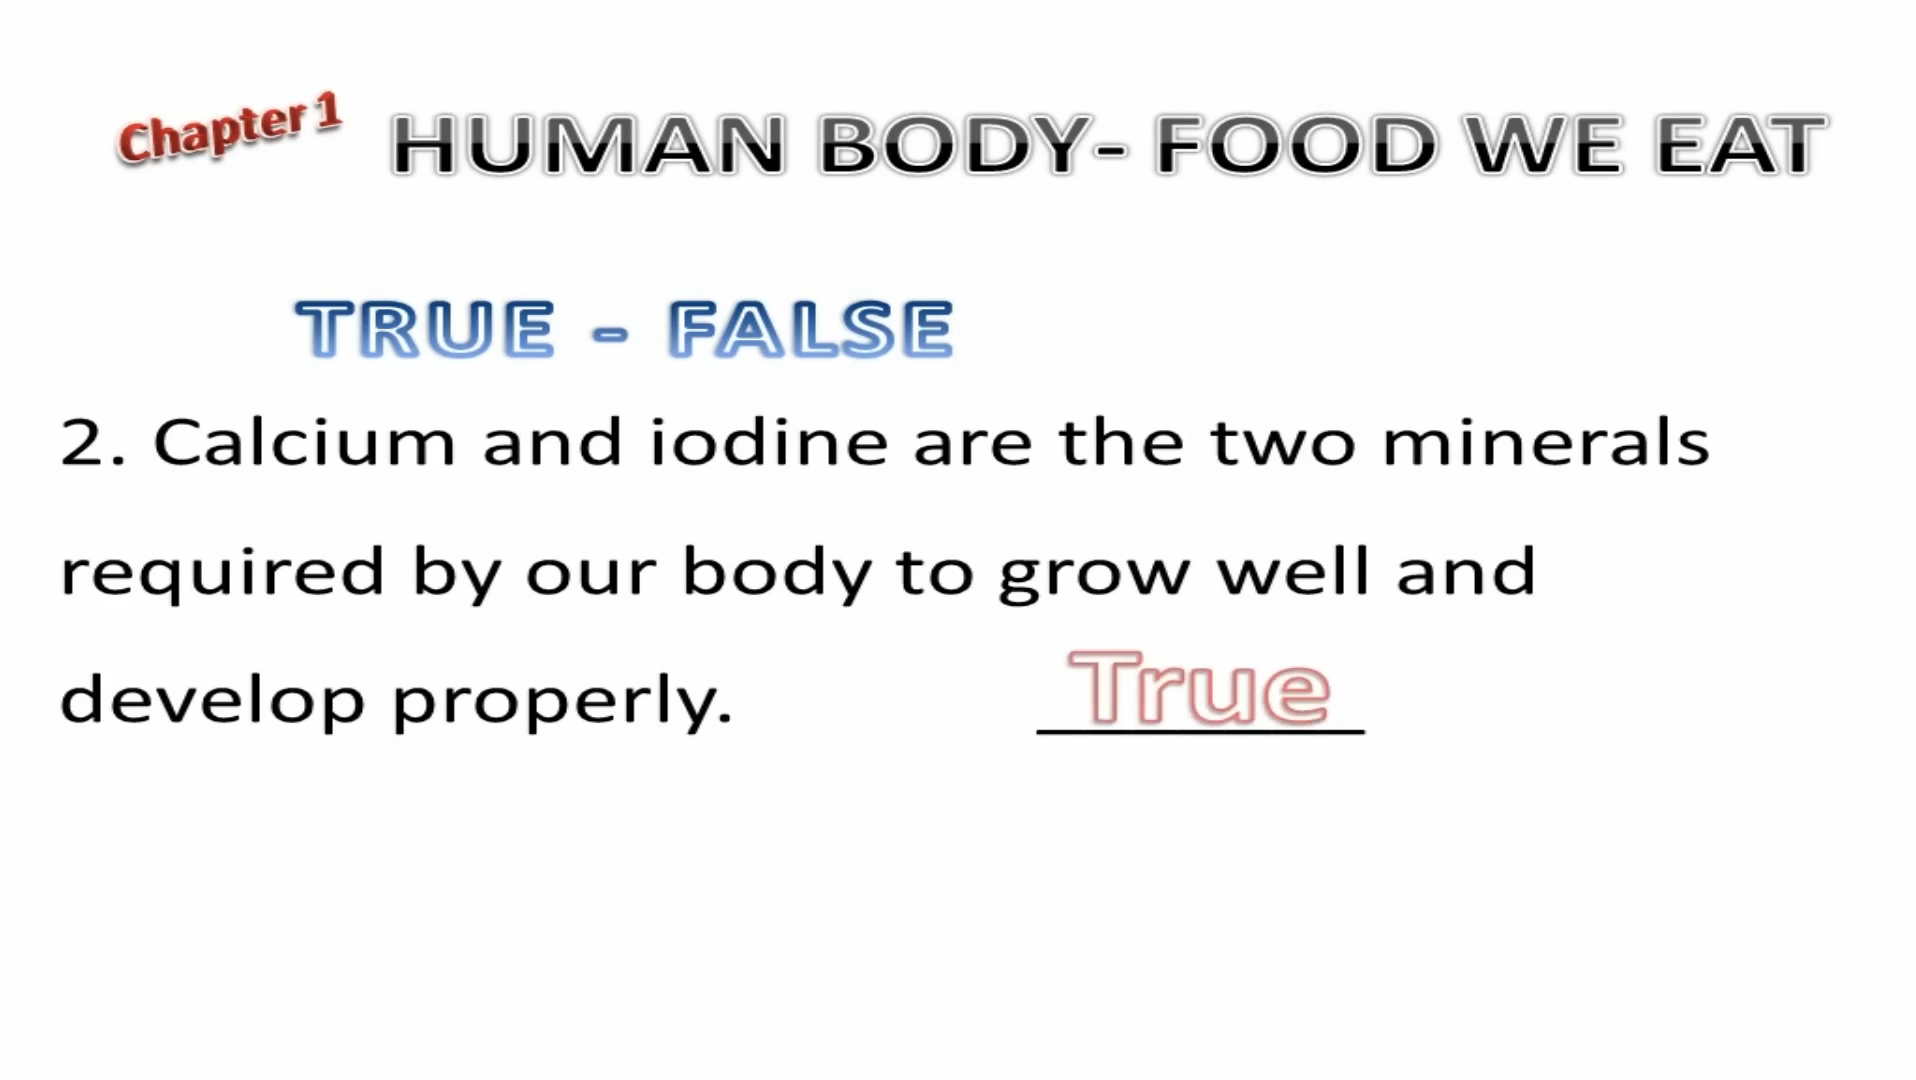 Chapter 1 HUMAN BODY- FOOD WE EAT
TRUE - FALSE
2. Calcium and iodine are the two minerals
required by our body to grow well and
develop properly. True